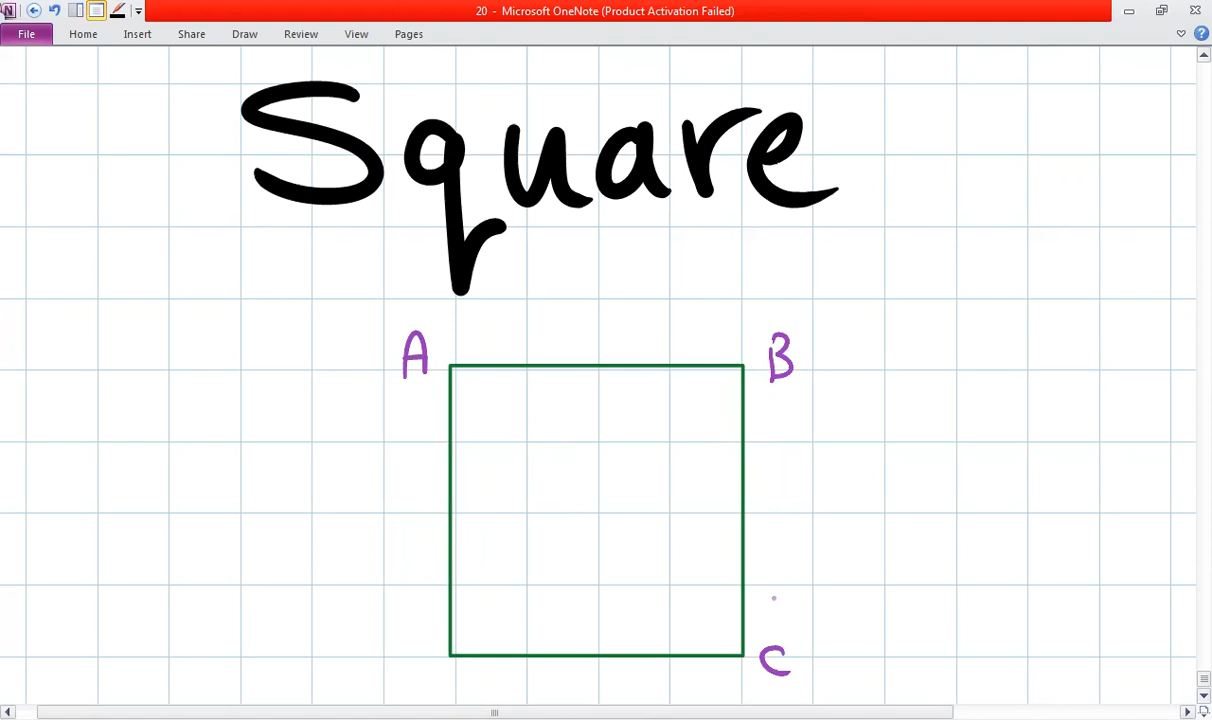 20 - Microsoft OneNote (Product Activation Failed)
File Home Insert Share Draw Review View Pages
Square
A B
C